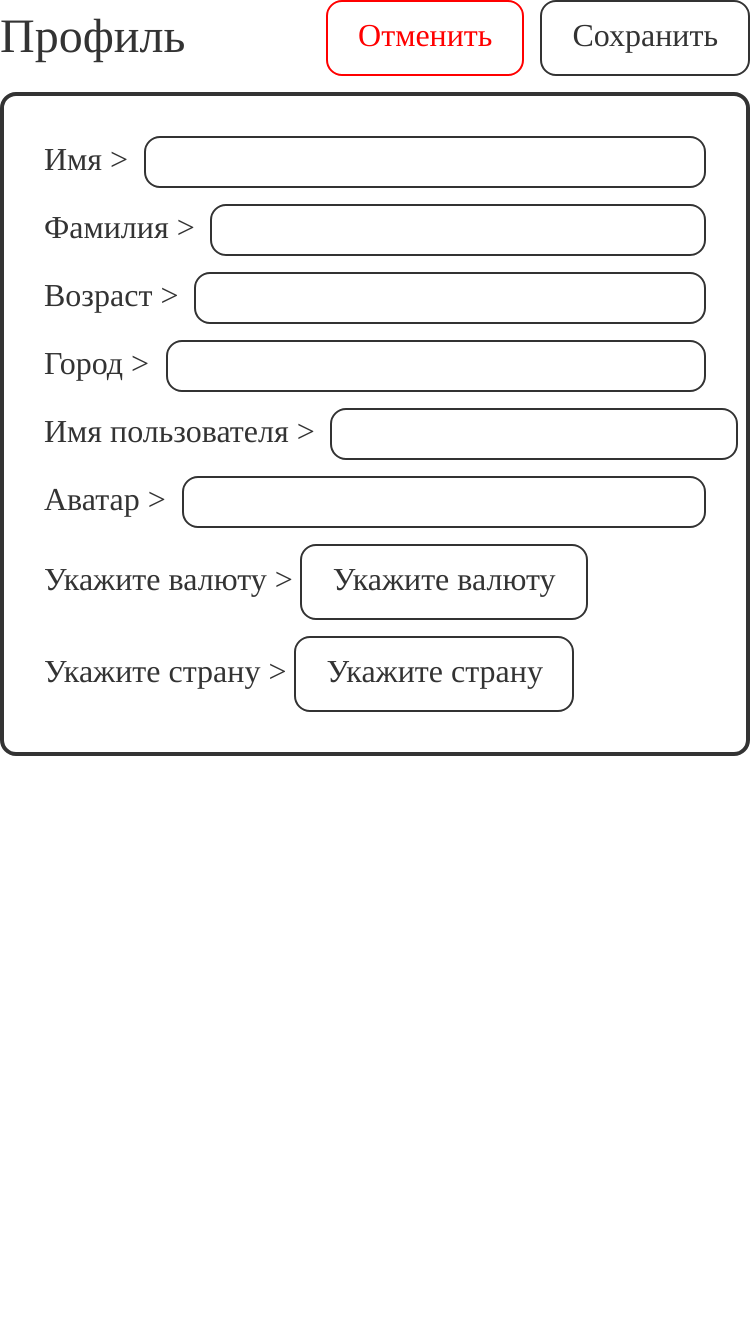 Профиль
Отменить
Сохранить
Имя >
Фамилия >
Возраст >
Город >
Имя пользователя >
Аватар >
Укажите валюту > Укажите валюту
Укажите страну > Укажите страну